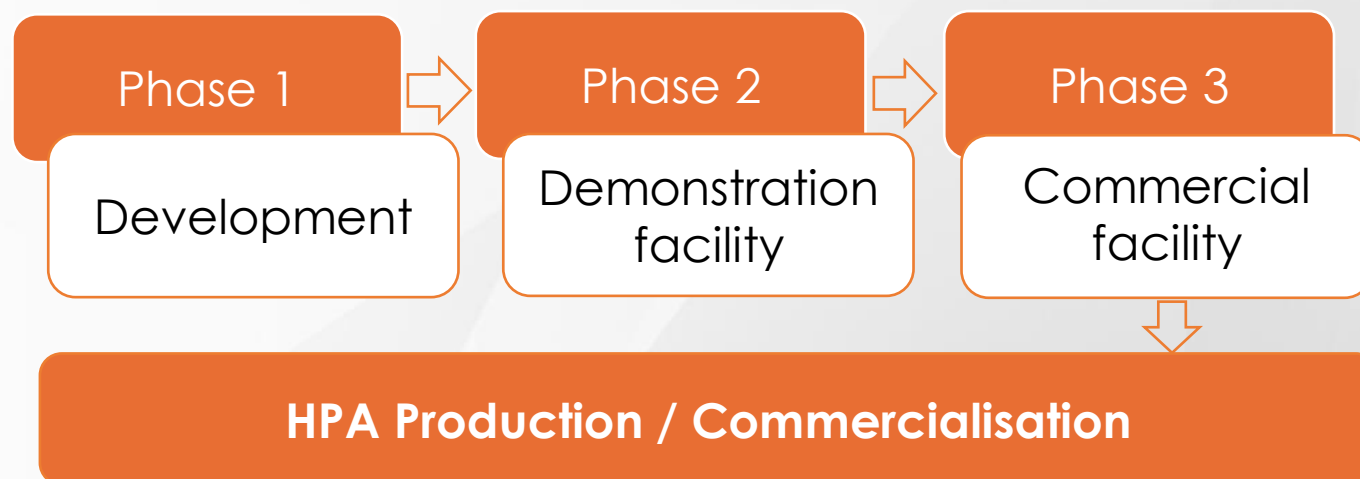 Phase 1
Development
Phase 2
Demonstration
facility
Phase 3
Commercial
facility
HPA Production / Commercialisation